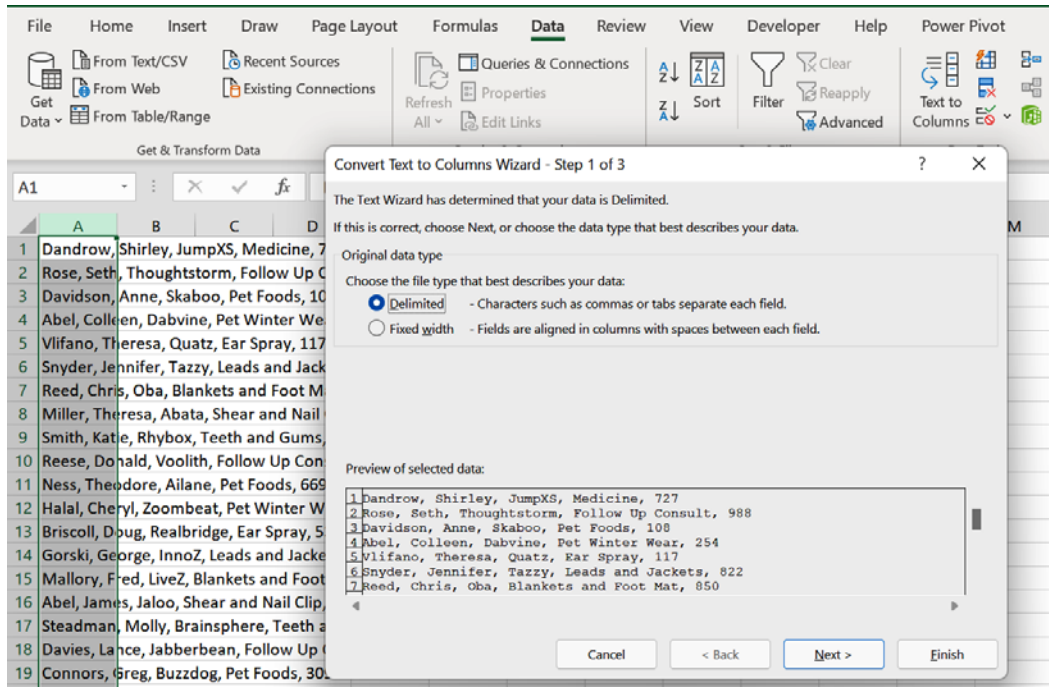 File Home Insert Draw Page Layout Formulas Data Review View Developer Help Power Pivot
From Text/CSV Recent Sources Queries & Connections Clear
From Web Existing Connections Properties Reapply
Get Data From Table/Range Refresh All Edit Links Sort Filter Advanced Text to Columns
Get & Transform Data
Convert Text to Columns Wizard - Step 1 of 3 ? ×
A1 fx
The Text Wizard has determined that your data is Delimited.
If this is correct, choose Next, or choose the data type that best describes your data.
Original data type
Choose the file type that best describes your data:
Delimited - Characters such as commas or tabs separate each field.
Fixed width - Fields are aligned in columns with spaces between each field.
Preview of selected data:
1 Dandrow, Shirley, JumpXS, Medicine, 727
2 Rose, Seth, Thoughtstorm, Follow Up Consult, 988
3 Davidson, Anne, Skaboo, Pet Foods, 108
4 Abel, Colleen, Dabvine, Pet Winter Wear, 254
5 Vlifano, Theresa, Quatz, Ear Spray, 117
6 Snyder, Jennifer, Tazzy, Leads and Jackets, 822
7 Reed, Chris, Oba, Blankets and Foot Mat, 850
Cancel < Back Next > Finish
A B C D M
1 Dandrow, Shirley, JumpXS, Medicine, 7
2 Rose, Seth, Thoughtstorm, Follow Up C
3 Davidson, Anne, Skaboo, Pet Foods, 10
4 Abel, Colleen, Dabvine, Pet Winter We
5 Vlifano, Theresa, Quatz, Ear Spray, 117
6 Snyder, Jennifer, Tazzy, Leads and Jack
7 Reed, Chris, Oba, Blankets and Foot M
8 Miller, Theresa, Abata, Shear and Nail
9 Smith, Katie, Rhybox, Teeth and Gums,
10 Reese, Donald, Voolith, Follow Up Con
11 Ness, Theodore, Ailane, Pet Foods, 669
12 Halal, Cheryl, Zoombeat, Pet Winter W
13 Briscoll, Doug, Realbridge, Ear Spray, 5
14 Gorski, George, InnoZ, Leads and Jacke
15 Mallory, Fred, LiveZ, Blankets and Foot
16 Abel, James, Jaloo, Shear and Nail Clip,
17 Steadman, Molly, Brainsphere, Teeth a
18 Davies, Lance, Jabberbean, Follow Up
19 Connors, Greg, Buzzdog, Pet Foods, 30